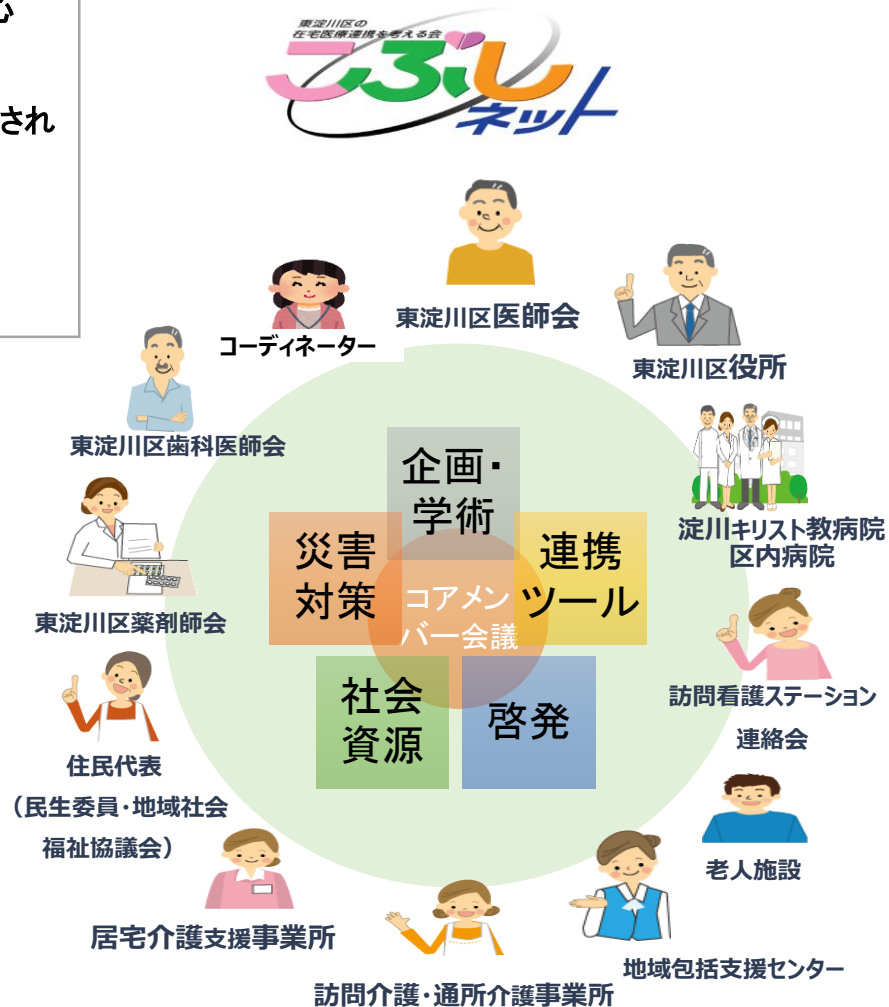 心
され
東淀川区の
在宅医療連携を考える会
こぶし
ネット
東淀川区医師会
コーディネーター
東淀川区役所
東淀川区歯科医師会
淀川キリスト教病院
区内病院
東淀川区薬剤師会
企画・
学術
災害
対策
連携
ツール
コアメン
バー会議
社会
資源
啓発
訪問看護ステーション
連絡会
住民代表
（民生委員・地域社会
福祉協議会）
老人施設
居宅介護支援事業所
地域包括支援センター
訪問介護・通所介護事業所